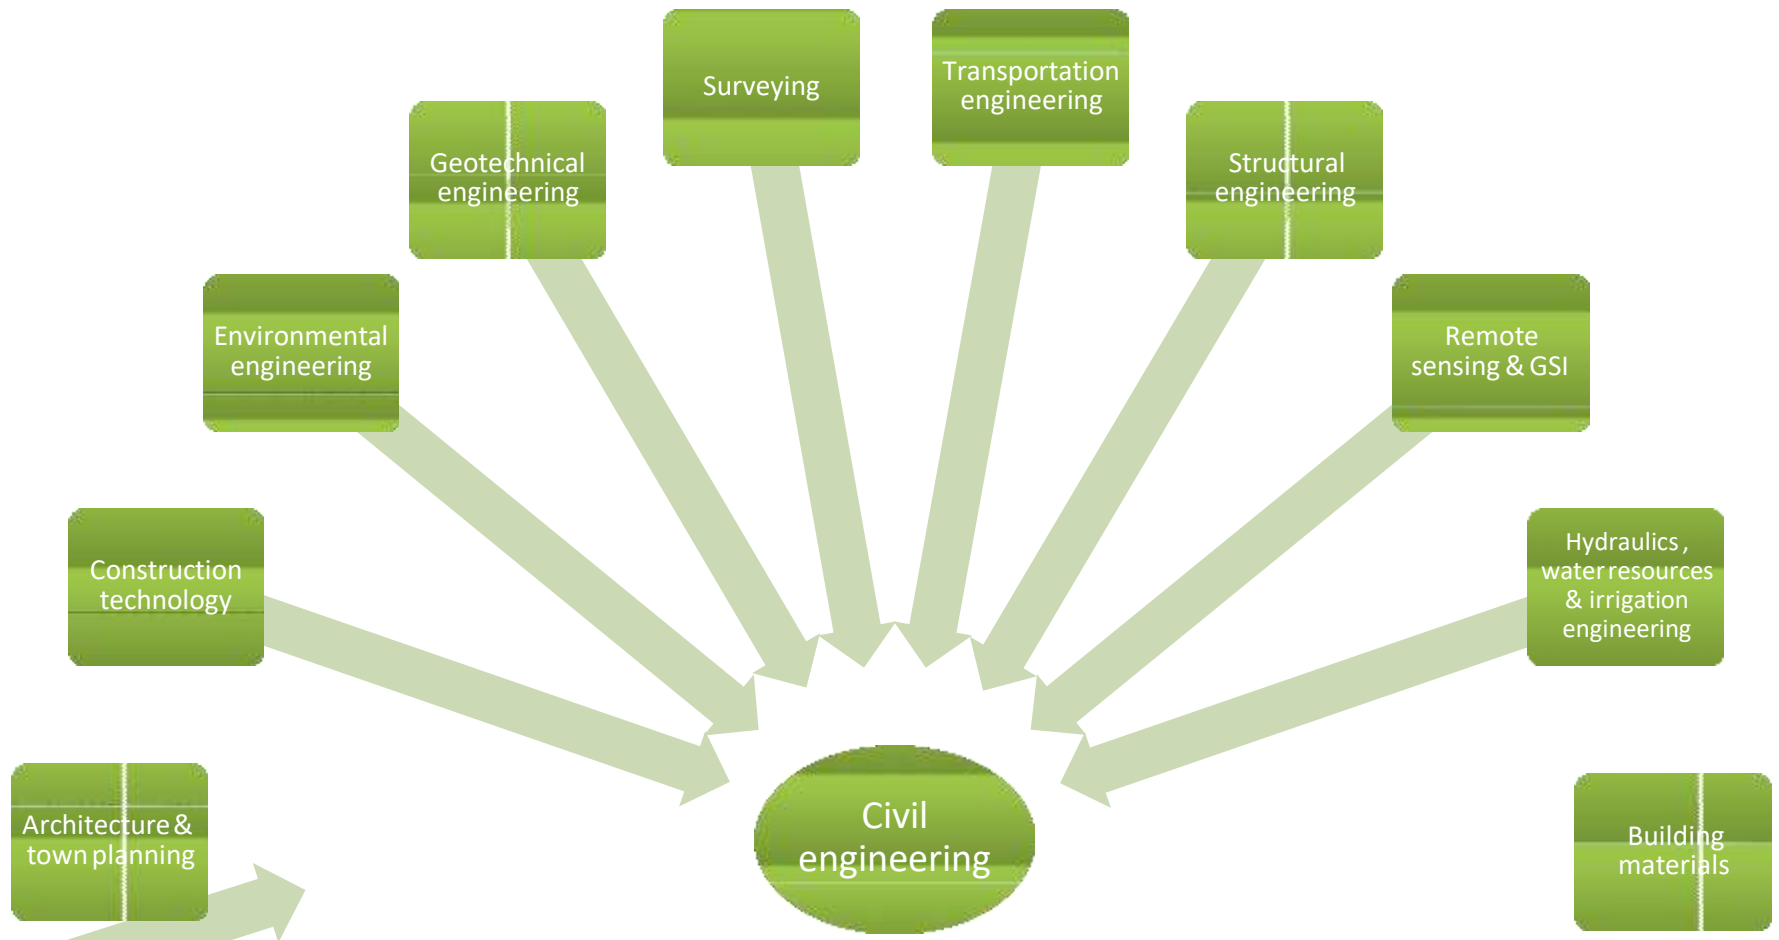 Surveying
Transportation
engineering
Geotechnical
engineering
Structural
engineering
Environmental
engineering
Remote
sensing & GSI
Construction
technology
Hydraulics,
water resources
& irrigation
engineering
Architecture &
town planning
Civil
engineering
Building
materials